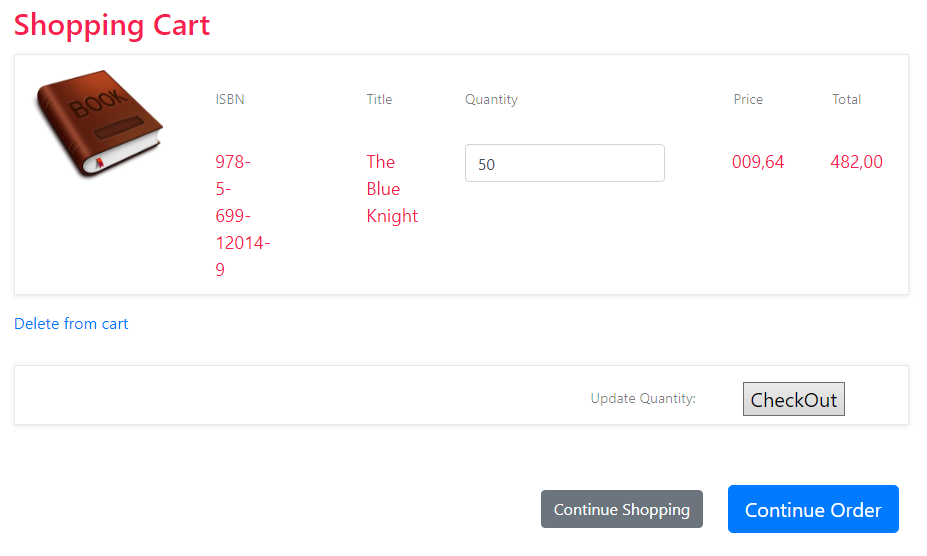 Shopping Cart
BOOK
ISBN Title Quantity Price Total
978- The 50 009,64 482,00
5- Blue
699- Knight
12014-
9
Delete from cart
Update Quantity: CheckOut
Continue Shopping Continue Order